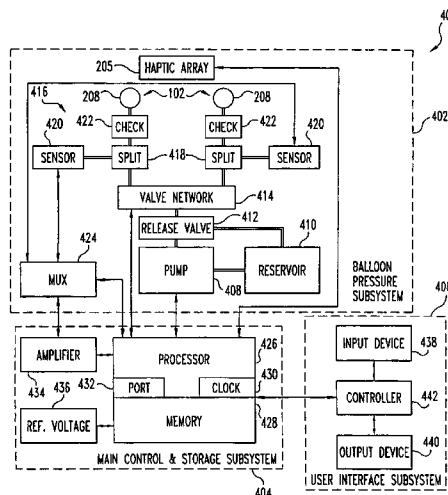 40
205
HAPTIC ARRAY
416
208
102
208
402
422
CHECK
CHECK
422
420
420
SENSOR
SPLIT
418
SPLIT
SENSOR
VALVE NETWORK
414
412
RELEASE VALVE
410
424
MUX
PUMP
408
RESERVOIR
BALLOON
PRESSURE
SUBSYSTEM
406
AMPLIFIER
434
PROCESSOR
426
432
PORT
CLOCK
430
436
REF. VOLTAGE
MEMORY
428
MAIN CONTROL & STORAGE SUBSYSTEM
404
INPUT DEVICE
438
CONTROLLER
442
OUTPUT DEVICE
440
USER INTERFACE SUBSYSTEM